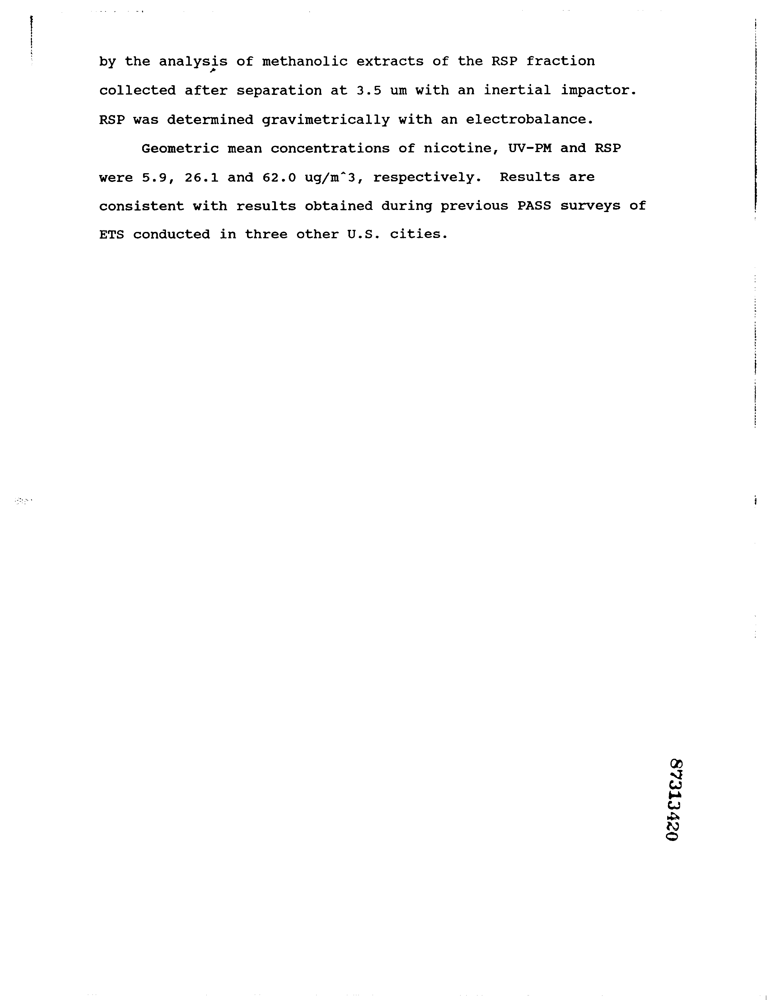 by the analysis of methanolic extracts of the RSP fraction
collected after separation at 3.5 um with an inertial impactor.
RSP was determined gravimetrically with an electrobalance.
Geometric mean concentrations of nicotine, UV-PM and RSP
were 5.9, 26.1 and 62.0 ug/m^3, respectively. Results are
consistent with results obtained during previous PASS surveys of
ETS conducted in three other U.S. cities.
87313420